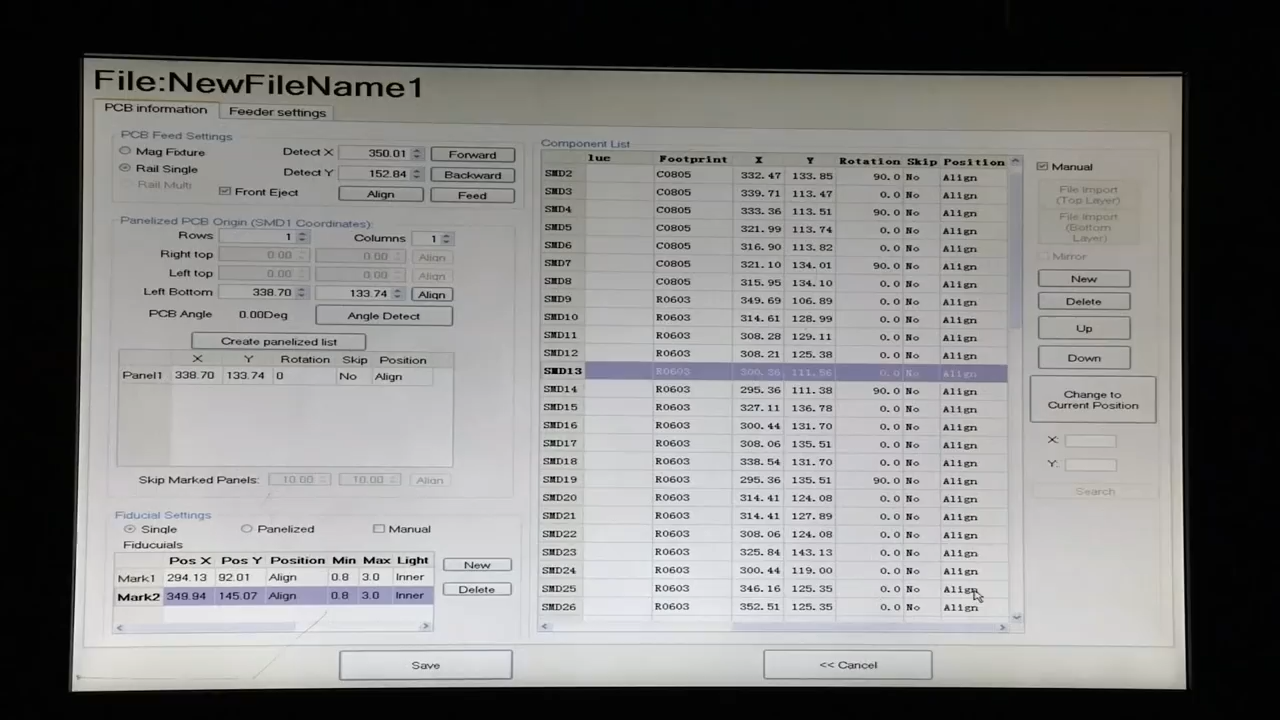 File:NewFileName1
PCB information
Feeder settings
PCB Feed Settings
Mag Fixture
Detect X 350.01 Forward
Rail Single
Detect Y 152.84 Backward
Rail Multi
Front Eject Align Feed
Panelized PCB Origin (SMD1 Coordinates):
Rows 1 Columns 1
Right top 0.00 0.00 Align
Left top 0.00 0.00 Align
Left Bottom 338.70 133.74 Align
PCB Angle 0.00Deg Angle Detect
Create panelized list
X Y Rotation Skip Position
Panel1 338.70 133.74 0 No Align
Skip Marked Panels: 10.00 10.00 Align
Fiducial Settings
Single Panelized Manual
Fiducuials
Pos X Pos Y Position Min Max Light
Mark1 294.13 92.01 Align 0.8 3.0 Inner
Mark2 349.94 145.07 Align 0.8 3.0 Inner
New
Delete
Save
Component List
luc Footprint X Y Rotation Skip Position
SMD2 C0805 332.47 133.85 90.0 No Align
SMD3 C0805 339.71 113.47 0.0 No Align
SMD4 C0805 333.36 113.51 90.0 No Align
SMD5 C0805 321.99 113.74 0.0 No Align
SMD6 C0805 316.90 113.82 0.0 No Align
SMD7 C0805 321.10 134.01 90.0 No Align
SMD8 C0805 315.95 134.10 0.0 No Align
SMD9 R0603 349.69 106.89 0.0 No Align
SMD10 R0603 314.61 128.99 0.0 No Align
SMD11 R0603 308.28 129.11 0.0 No Align
SMD12 R0603 308.21 125.38 0.0 No Align
SMD13 R0603 300.36 111.56 0.0 No Align
SMD14 R0603 295.36 111.38 90.0 No Align
SMD15 R0603 327.11 136.78 0.0 No Align
SMD16 R0603 300.44 131.70 0.0 No Align
SMD17 R0603 308.06 135.51 0.0 No Align
SMD18 R0603 338.54 131.70 0.0 No Align
SMD19 R0603 295.36 135.51 90.0 No Align
SMD20 R0603 314.41 124.08 0.0 No Align
SMD21 R0603 314.41 127.89 0.0 No Align
SMD22 R0603 308.06 124.08 0.0 No Align
SMD23 R0603 325.84 143.13 0.0 No Align
SMD24 R0603 300.44 119.00 0.0 No Align
SMD25 R0603 346.16 125.35 0.0 No Align
SMD26 R0603 352.51 125.35 0.0 No Align
<< Cancel
Manual
File Import
(Top Layer)
File Import
(Bottom
Layer)
Mirror
New
Delete
Up
Down
Change to
Current Position
X:
Y:
Search